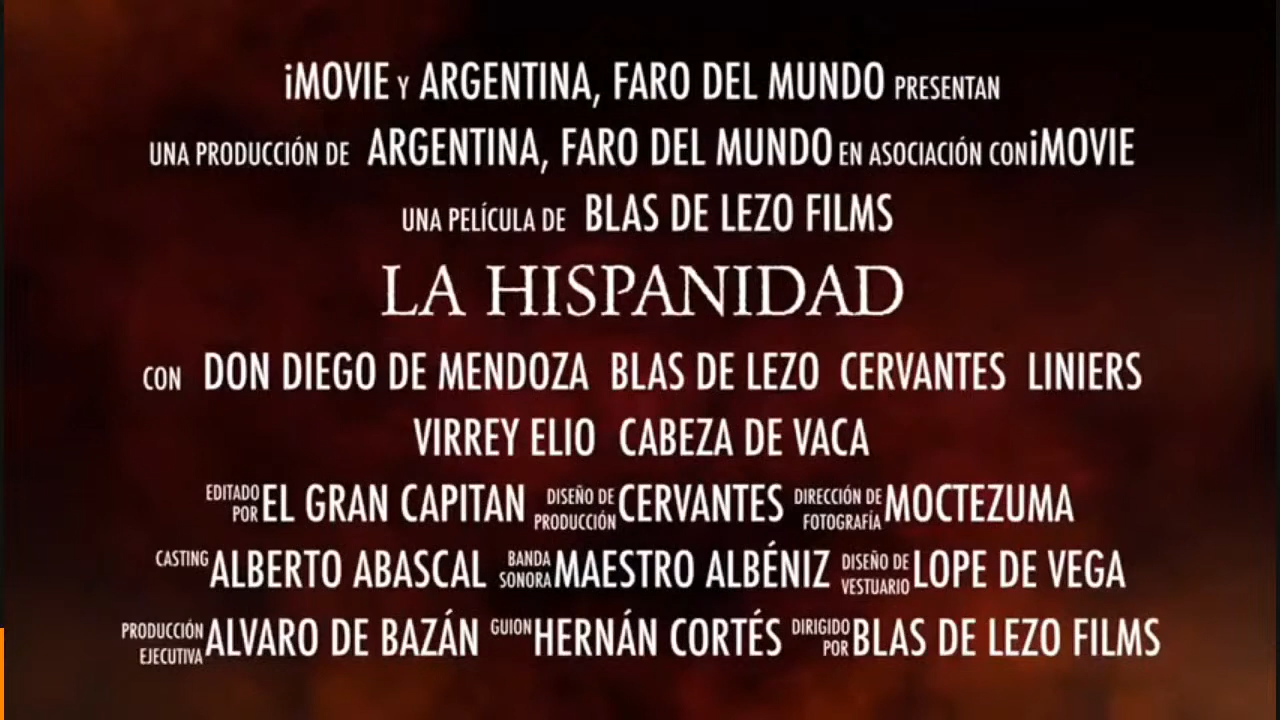 iMOVIE Y ARGENTINA, FARO DEL MUNDO PRESENTAN
UNA PRODUCCIÓN DE ARGENTINA, FARO DEL MUNDO EN ASOCIACIÓN CON iMOVIE
UNA PELÍCULA DE BLAS DE LEZO FILMS
LA HISPANIDAD
CON DON DIEGO DE MENDOZA BLAS DE LEZO CERVANTES LINIERS
VIRREY ELIO CABEZA DE VACA
EDITADO POR EL GRAN CAPITAN DISEÑO DE PRODUCCIÓN CERVANTES DIRECCIÓN DE FOTOGRAFÍA MOCTEZUMA
CASTING ALBERTO ABASCAL BANDA SONORA MAESTRO ALBÉNIZ DISEÑO DE VESTUARIO LOPE DE VEGA
PRODUCCIÓN EJECUTIVA ALVARO DE BAZÁN GUION HERNÁN CORTÉS DIRIGIDO POR BLAS DE LEZO FILMS